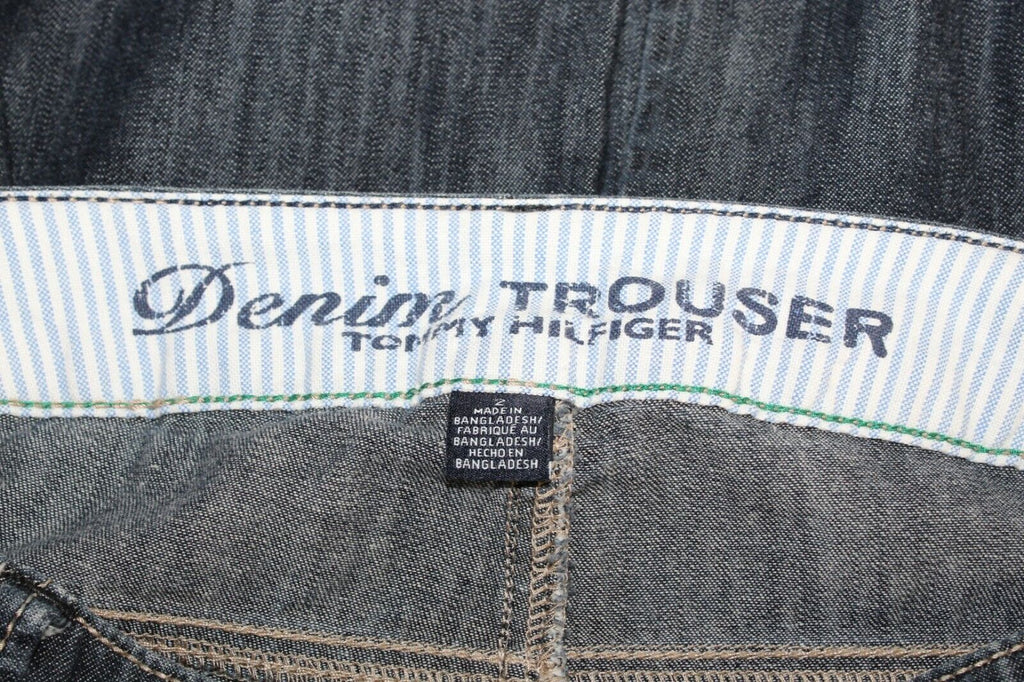 Denim TROUSER
TOMMY HILFIGER
2
MADE IN
BANGLADESH/
FABRIQUE AU
BANGLADESH/
HECHO EN
BANGLADESH